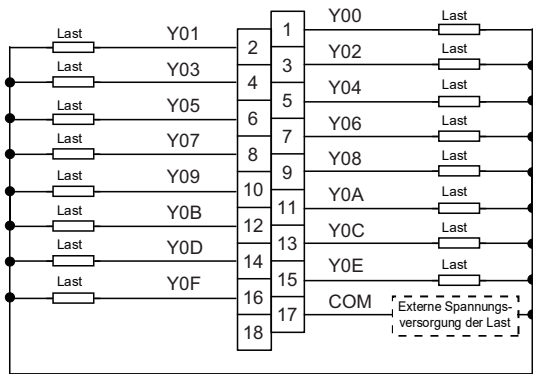 Y00 Last
Last Y01 1
2 Y02 Last
Last Y03 3
4 Y04 Last
Last Y05 5
6 Y06 Last
Last Y07 7
8 Y08 Last
Last Y09 9
10 Y0A Last
Last Y0B 11
12 Y0C Last
Last Y0D 13
14 Y0E Last
Last Y0F 15
16 COM Externe Spannungs-
17 versorgung der Last
18